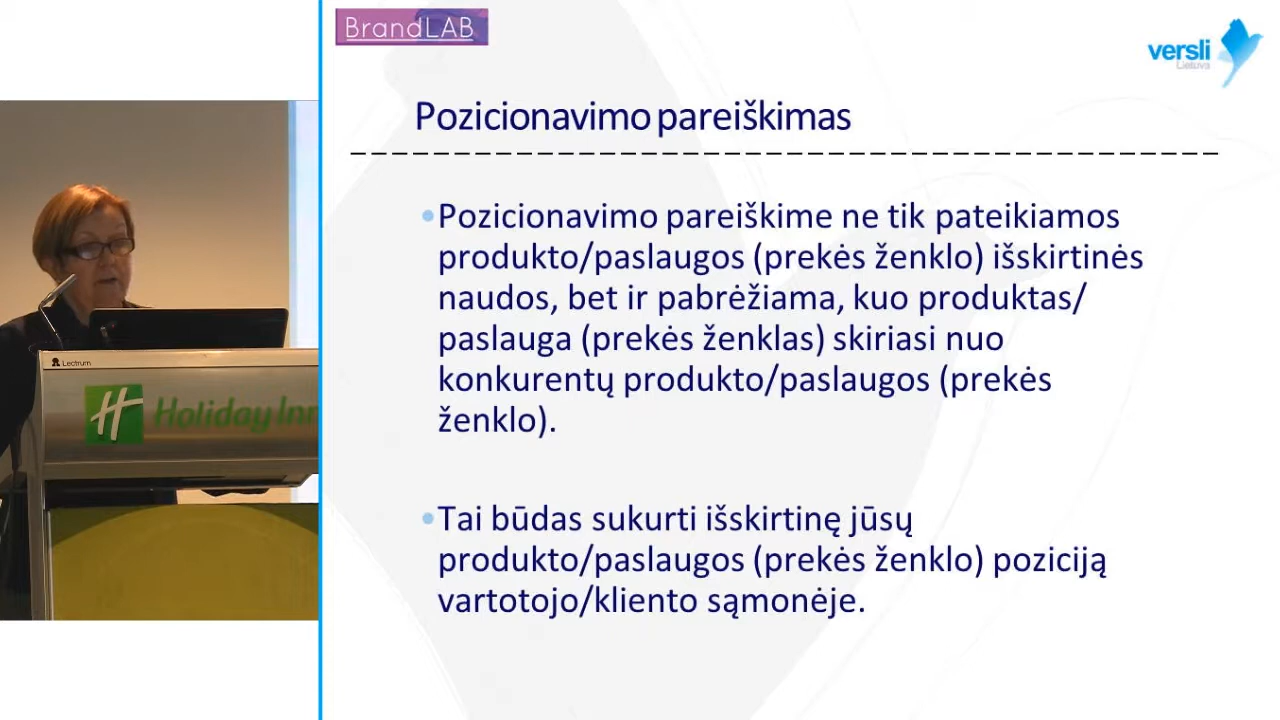 BrandLAB
versli
Lietuva
Pozicionavimo pareiškimas
•Pozicionavimo pareiškime ne tik pateikiamos
produkto/paslaugos (prekės ženklo) išskirtinės
naudos, bet ir pabrėžiama, kuo produktas/
paslauga (prekės ženklas) skiriasi nuo
konkurentų produkto/paslaugos (prekės
ženklo).
•Tai būdas sukurti išskirtinę jūsų
produkto/paslaugos (prekės ženklo) poziciją
vartotojo/kliento sąmonėje.
Lectrum
H Holiday Inn